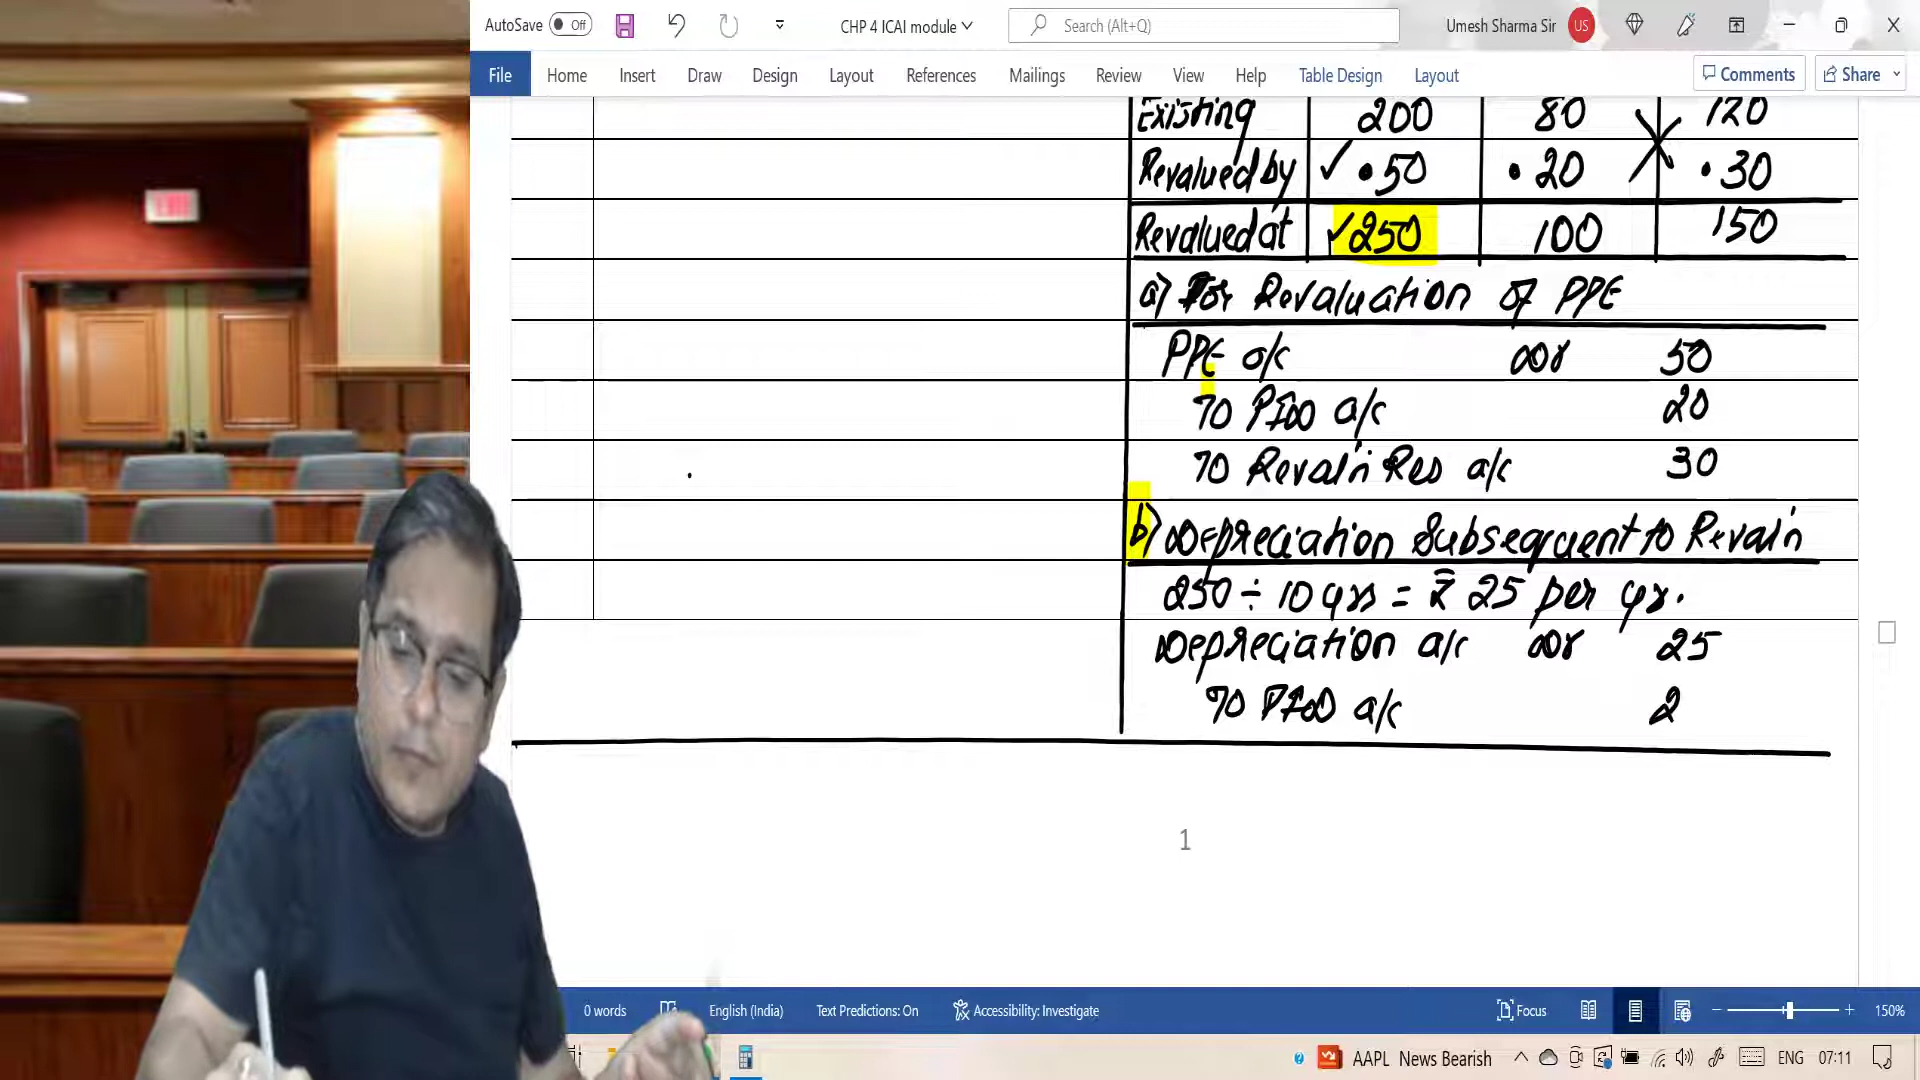 AutoSave Off CHP 4 ICAI module Search (Alt+Q) Umesh Sharma Sir US
File Home Insert Draw Design Layout References Mailings Review View Help Table Design Layout Comments Share
Existing 200 80 120
Revalued by ✓ •50 •20 •30
Revalued at ✓250 100 150
a) For Revaluation of PPE
PPE a/c Dr 50
To PFOD a/c 20
To Revaln Res a/c 30
b) Depreciation Subsequent to Revaln
250 ÷ 10 yrs = ₹ 25 per yr.
Depreciation a/c Dr 25
To PFOD a/c 2
1
0 words English (India) Text Predictions: On Accessibility: Investigate Focus 150%
AAPL News Bearish ENG 07:11